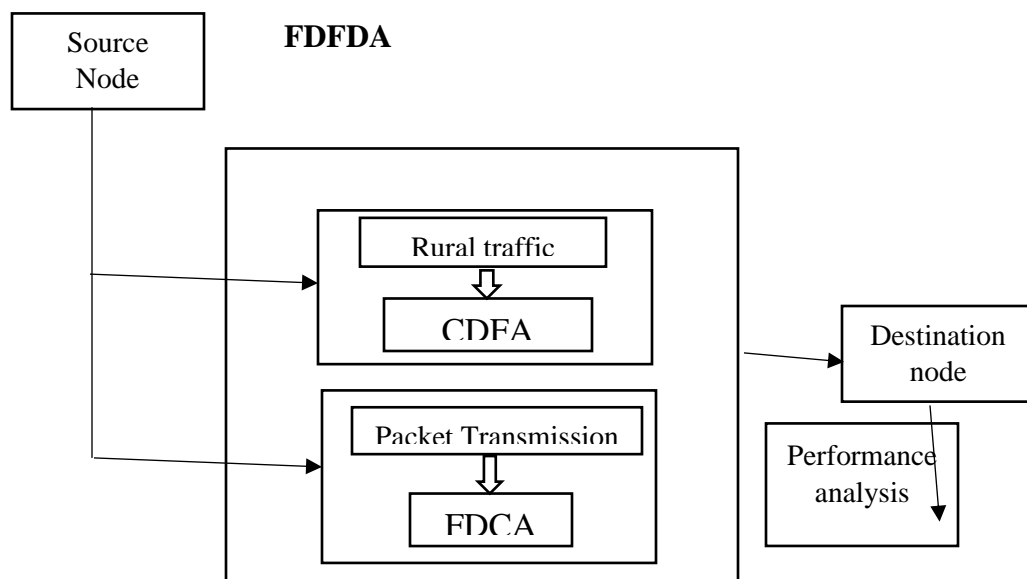 FDFDA
Source
Node
Rural traffic
CDFA
Packet Transmission
FDCA
Destination
node
Performance
analysis